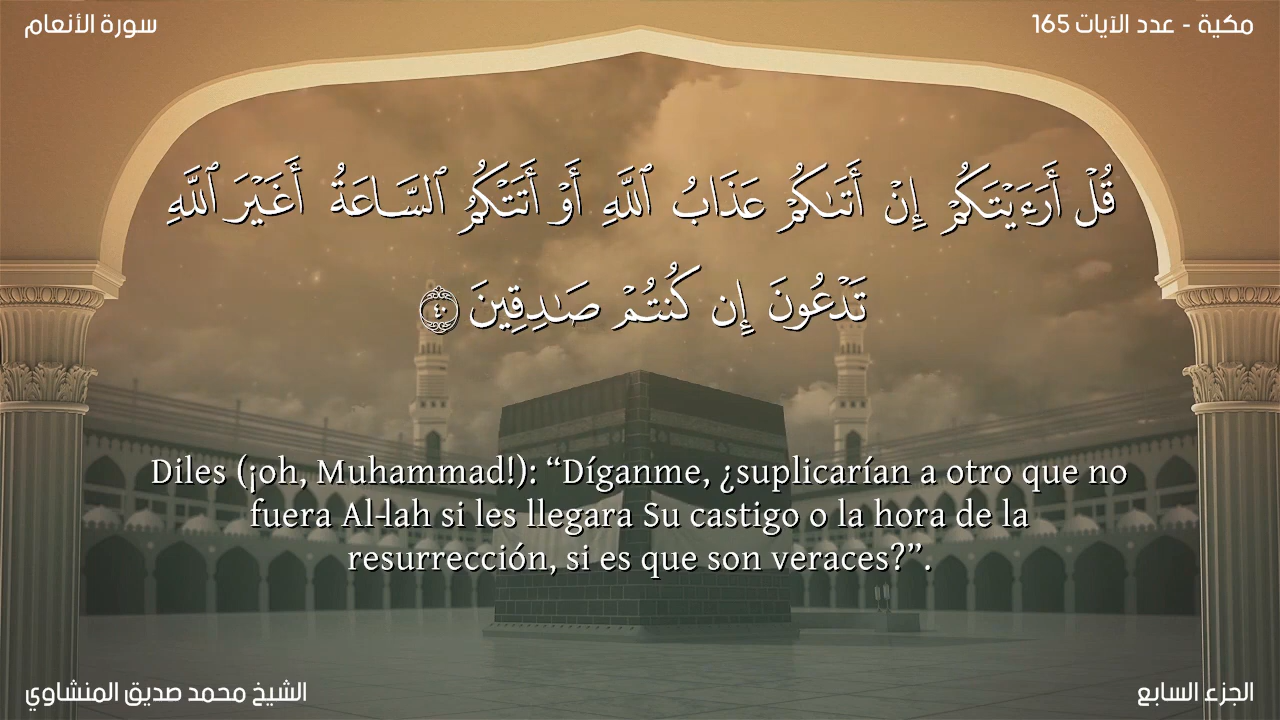 سورة الأنعام
مكية - عدد الآيات 165
قُلْ أَرَءَيْتَكُمْ إِنْ أَتَىٰكُمْ عَذَابُ ٱللَّهِ أَوْ أَتَتْكُمُ ٱلسَّاعَةُ أَغَيْرَ ٱللَّهِ
تَدْعُونَ إِن كُنتُمْ صَـٰدِقِينَ ٤٠
Diles (¡oh, Muhammad!): “Díganme, ¿suplicarían a otro que no
fuera Al-lah si les llegara Su castigo o la hora de la
resurrección, si es que son veraces?”.
الشيخ محمد صديق المنشاوي
الجزء السابع